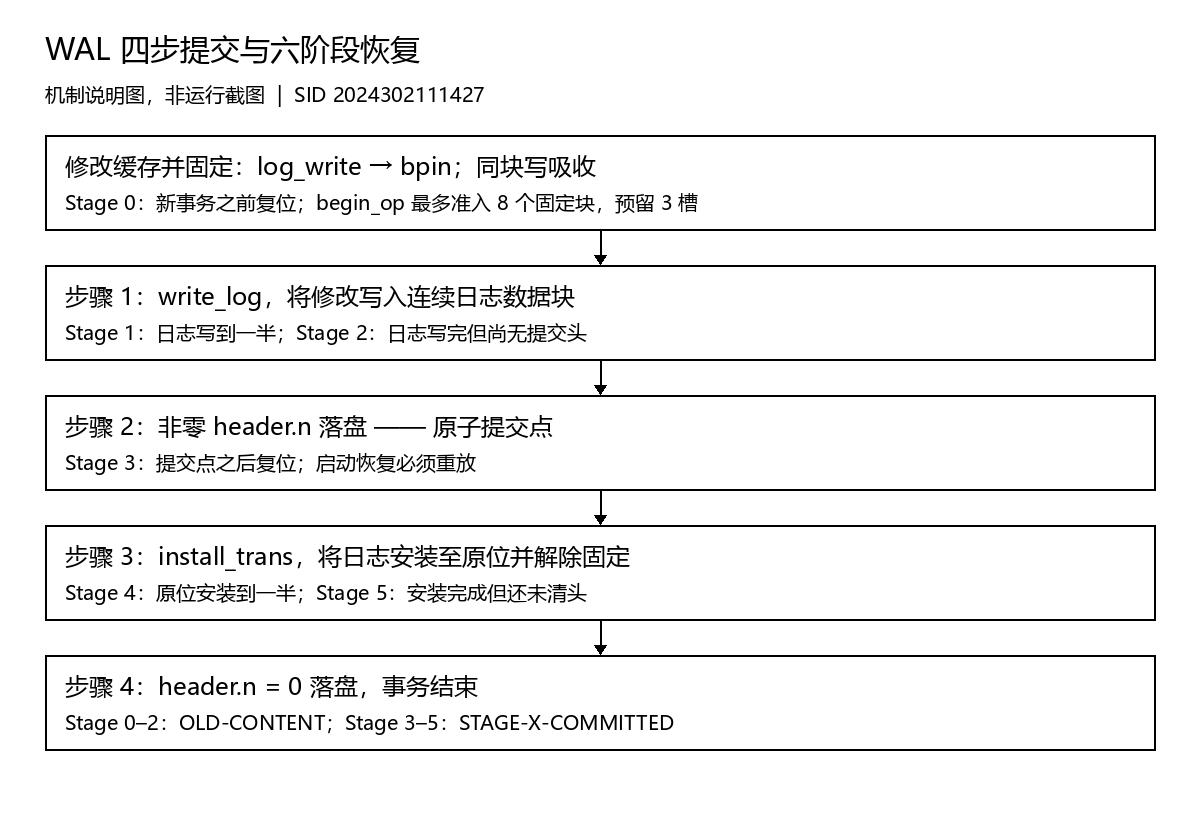 WAL 四步提交与六阶段恢复
机制说明图，非运行截图 | SID 2024302111427
修改缓存并固定：log_write → bpin；同块写吸收
Stage 0：新事务之前复位；begin_op 最多准入 8 个固定块，预留 3 槽
步骤 1：write_log，将修改写入连续日志数据块
Stage 1：日志写到一半；Stage 2：日志写完但尚无提交头
步骤 2：非零 header.n 落盘 —— 原子提交点
Stage 3：提交点之后复位；启动恢复必须重放
步骤 3：install_trans，将日志安装至原位并解除固定
Stage 4：原位安装到一半；Stage 5：安装完成但还未清头
步骤 4：header.n = 0 落盘，事务结束
Stage 0–2：OLD-CONTENT；Stage 3–5：STAGE-X-COMMITTED